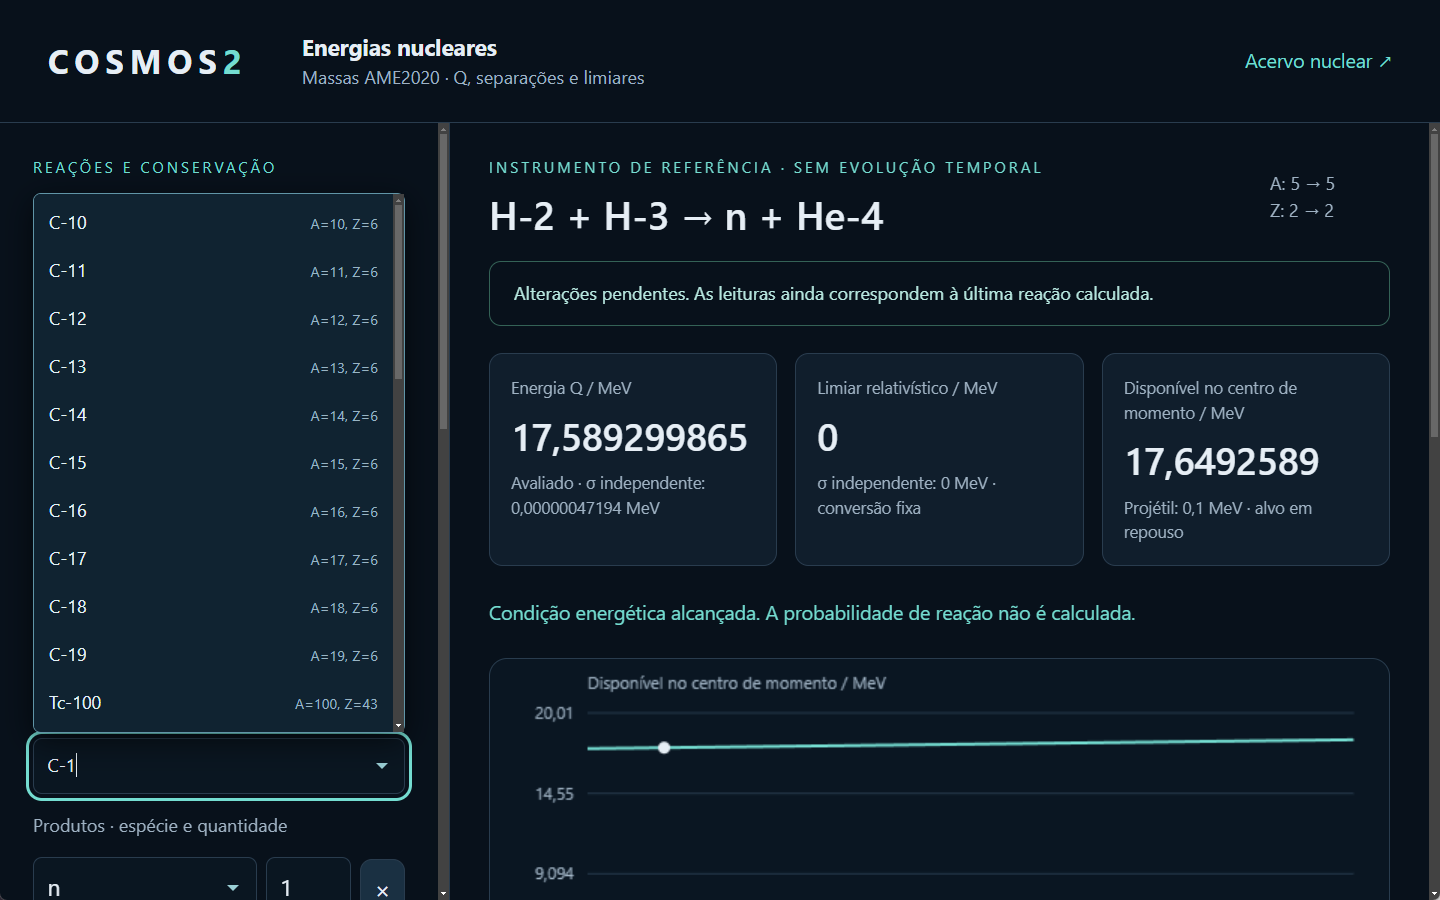 COSMOS2
Energias nucleares
Massas AME2020 · Q, separações e limiares
Acervo nuclear ↗
REAÇÕES E CONSERVAÇÃO
C-10 A=10, Z=6
C-11 A=11, Z=6
C-12 A=12, Z=6
C-13 A=13, Z=6
C-14 A=14, Z=6
C-15 A=15, Z=6
C-16 A=16, Z=6
C-17 A=17, Z=6
C-18 A=18, Z=6
C-19 A=19, Z=6
Tc-100 A=100, Z=43
C-1
Produtos · espécie e quantidade
n 1 ×
INSTRUMENTO DE REFERÊNCIA · SEM EVOLUÇÃO TEMPORAL
H-2 + H-3 → n + He-4
A: 5 → 5
Z: 2 → 2
Alterações pendentes. As leituras ainda correspondem à última reação calculada.
Energia Q / MeV
17,589299865
Avaliado · σ independente:
0,00000047194 MeV
Limiar relativístico / MeV
0
σ independente: 0 MeV ·
conversão fixa
Disponível no centro de
momento / MeV
17,6492589
Projétil: 0,1 MeV · alvo em
repouso
Condição energética alcançada. A probabilidade de reação não é calculada.
Disponível no centro de momento / MeV
20,01
14,55
9,094